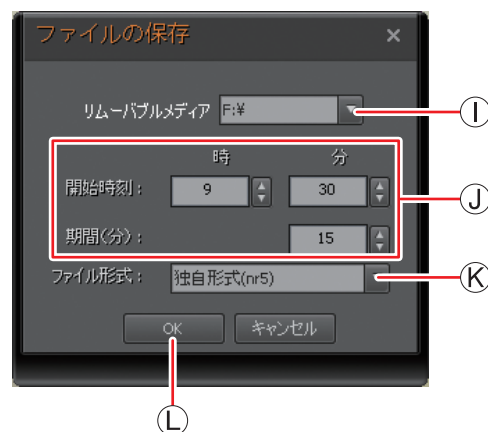 ファイルの保存 ×
リムーバブルメディア F:¥ Ⓘ
時 分
開始時刻: 9 30 Ⓙ
期間(分): 15
ファイル形式: 独自形式(nr5) Ⓚ
OK キャンセル
Ⓛ